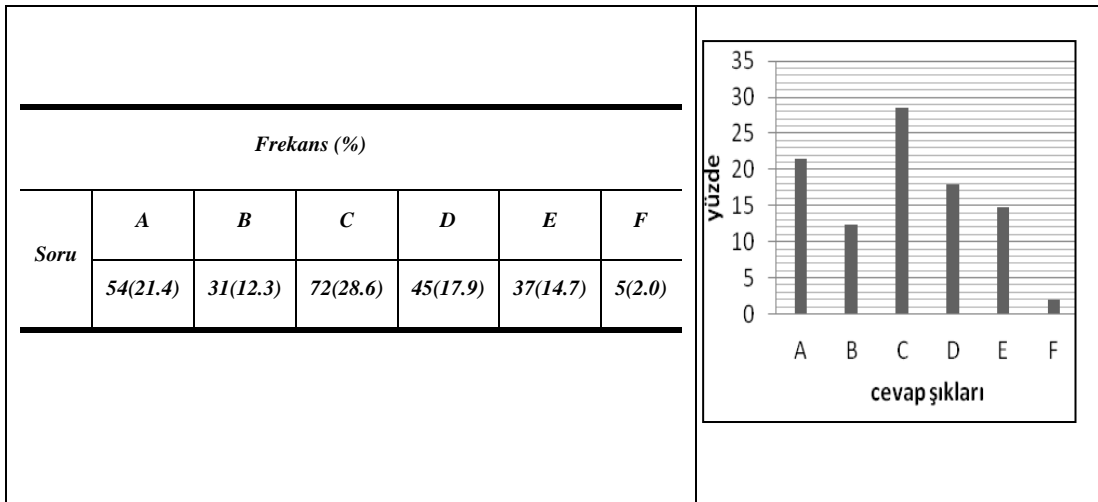 Frekans (%)
Soru
A B C D E F
54(21.4) 31(12.3) 72(28.6) 45(17.9) 37(14.7) 5(2.0)
35
30
25
20
15
10
5
0
yüzde
A B C D E F
cevap şıkları